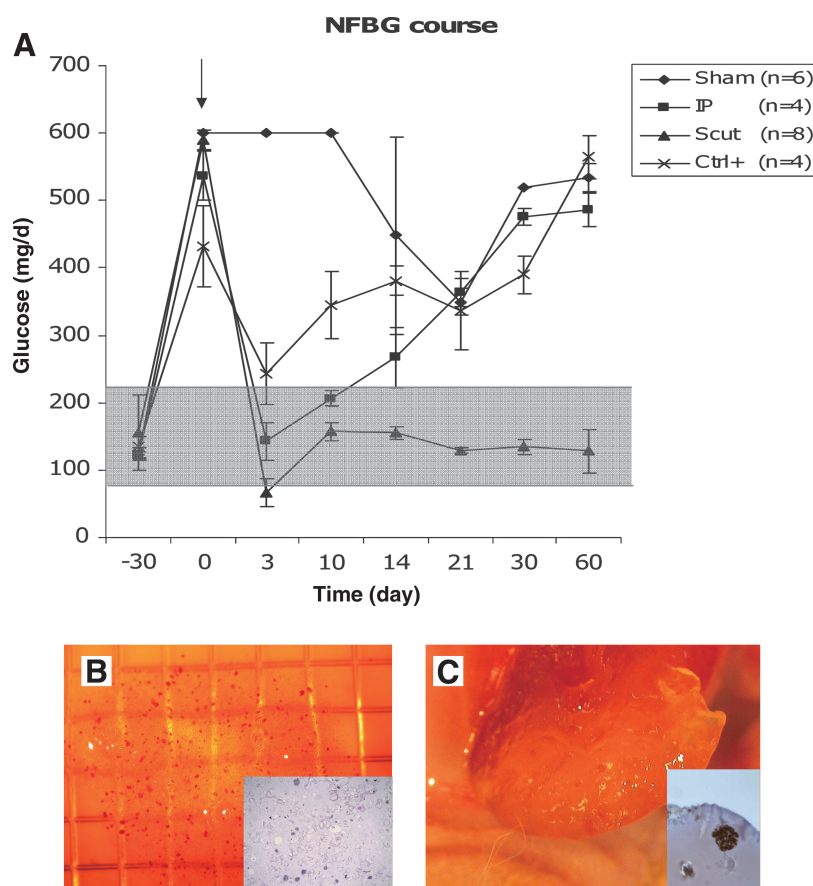 NFBG course
A
700
600
500
400
300
200
100
0
Glucose (mg/d)
-30 0 3 10 14 21 30 60
Time (day)
Sham (n=6)
IP (n=4)
Scut (n=8)
Ctrl+ (n=4)
B
C